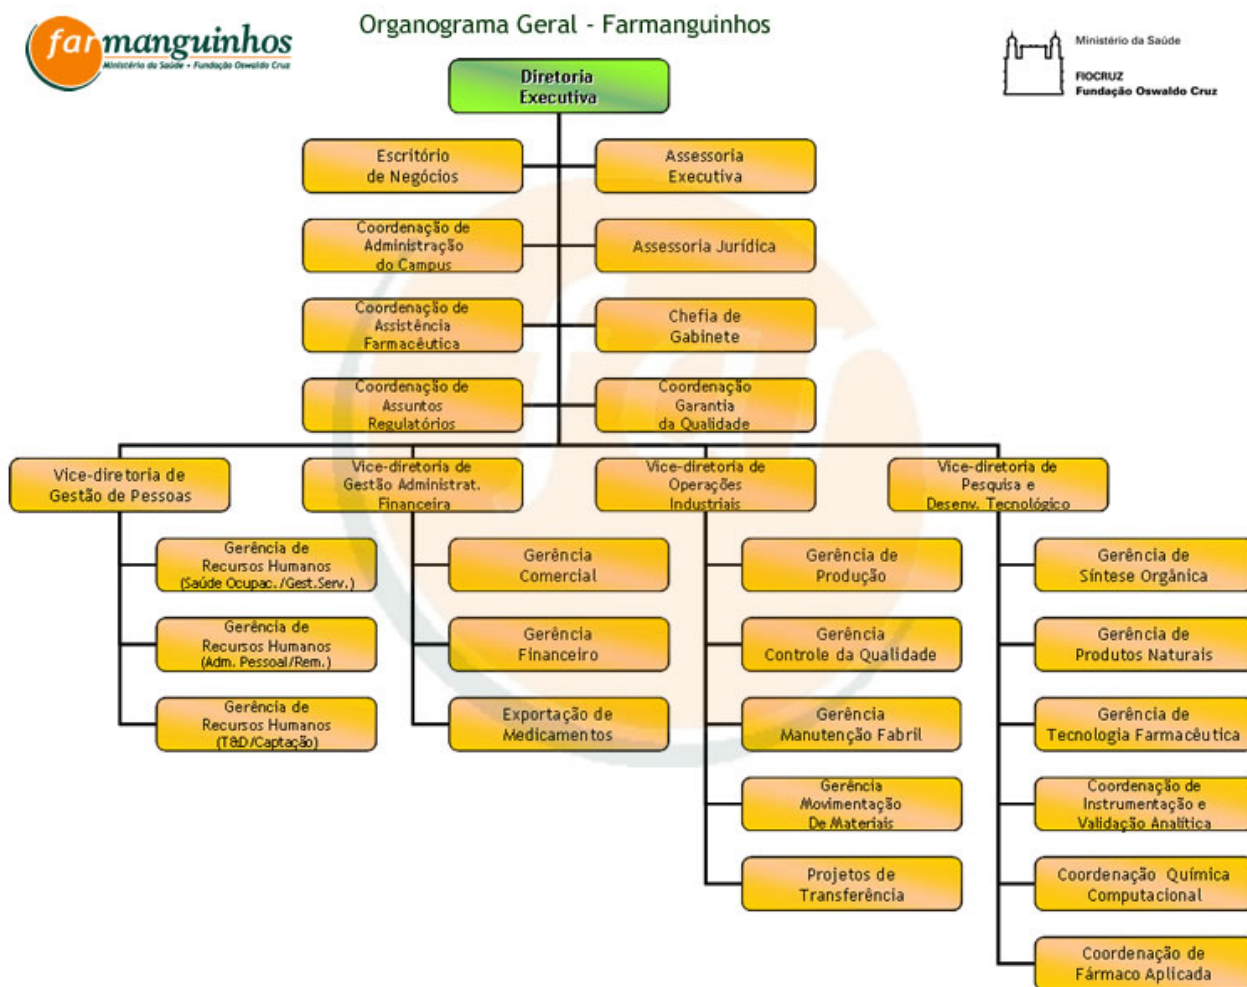 Organograma Geral - Farmanguinhos
farmanguinhos
Ministério da Saúde • Fundação Oswaldo Cruz
Ministério da Saúde
FIOCRUZ
Fundação Oswaldo Cruz
Diretoria
Executiva
Escritório
de Negócios
Assessoria
Executiva
Coordenação de
Administração
do Campus
Assessoria Jurídica
Coordenação de
Assistência
Farmacêutica
Chefia de
Gabinete
Coordenação de
Assuntos
Regulatórios
Coordenação
Garantia
da Qualidade
Vice-diretoria de
Gestão de Pessoas
Vice-diretoria de
Gestão Administrat.
Financeira
Vice-diretoria de
Operações
Industriais
Vice-diretoria de
Pesquisa e
Desenv. Tecnológico
Gerência de
Recursos Humanos
(Saúde Ocupac./Gest.Serv.)
Gerência de
Recursos Humanos
(Adm. Pessoal/Rem.)
Gerência de
Recursos Humanos
(T&D/Captação)
Gerência
Comercial
Gerência
Financeiro
Exportação de
Medicamentos
Gerência de
Produção
Gerência
Controle da Qualidade
Gerência
Manutenção Fabril
Gerência
Movimentação
De Materiais
Projetos de
Transferência
Gerência de
Síntese Orgânica
Gerência de
Produtos Naturais
Gerência de
Tecnologia Farmacêutica
Coordenação de
Instrumentação e
Validação Analítica
Coordenação Química
Computacional
Coordenação de
Fármaco Aplicada
far